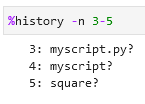 %history -n 3-5
3: myscript.py?
4: myscript?
5: square?